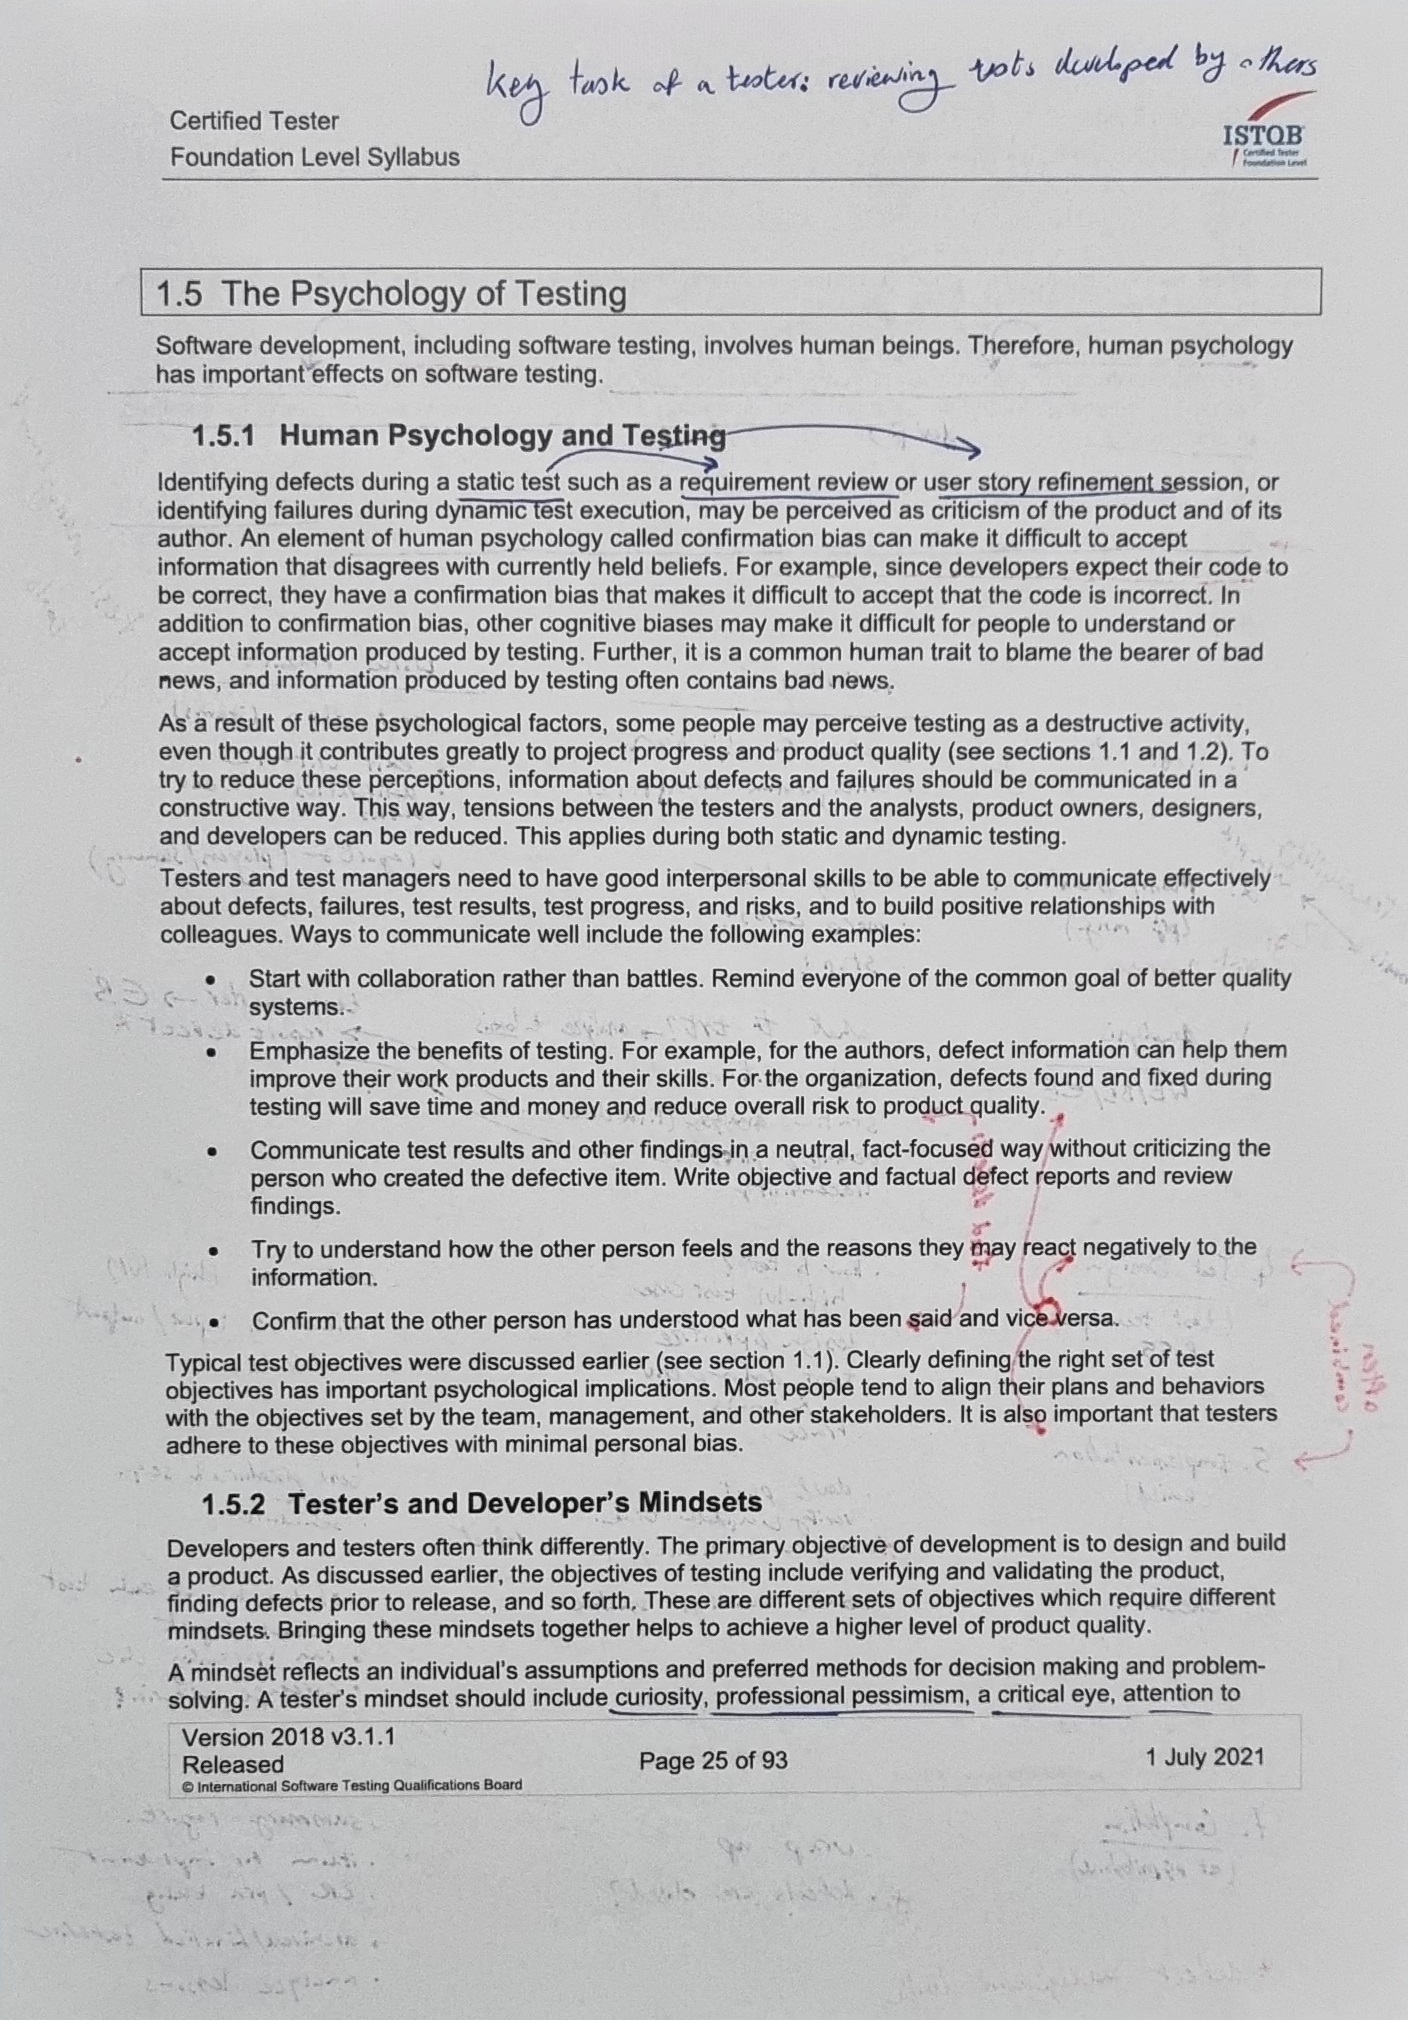 key task of a tester: reviewing tests developed by others
Certified Tester
Foundation Level Syllabus
ISTQB
Certified Tester
Foundation Level
1.5 The Psychology of Testing
Software development, including software testing, involves human beings. Therefore, human psychology
has important effects on software testing.
1.5.1 Human Psychology and Testing
Identifying defects during a static test such as a requirement review or user story refinement session, or
identifying failures during dynamic test execution, may be perceived as criticism of the product and of its
author. An element of human psychology called confirmation bias can make it difficult to accept
information that disagrees with currently held beliefs. For example, since developers expect their code to
be correct, they have a confirmation bias that makes it difficult to accept that the code is incorrect. In
addition to confirmation bias, other cognitive biases may make it difficult for people to understand or
accept information produced by testing. Further, it is a common human trait to blame the bearer of bad
news, and information produced by testing often contains bad news.
As a result of these psychological factors, some people may perceive testing as a destructive activity,
even though it contributes greatly to project progress and product quality (see sections 1.1 and 1.2). To
try to reduce these perceptions, information about defects and failures should be communicated in a
constructive way. This way, tensions between the testers and the analysts, product owners, designers,
and developers can be reduced. This applies during both static and dynamic testing.
Testers and test managers need to have good interpersonal skills to be able to communicate effectively
about defects, failures, test results, test progress, and risks, and to build positive relationships with
colleagues. Ways to communicate well include the following examples:
• Start with collaboration rather than battles. Remind everyone of the common goal of better quality
systems.
• Emphasize the benefits of testing. For example, for the authors, defect information can help them
improve their work products and their skills. For the organization, defects found and fixed during
testing will save time and money and reduce overall risk to product quality.
• Communicate test results and other findings in a neutral, fact-focused way without criticizing the
person who created the defective item. Write objective and factual defect reports and review
findings.
• Try to understand how the other person feels and the reasons they may react negatively to the
information.
• Confirm that the other person has understood what has been said and vice versa.
Typical test objectives were discussed earlier (see section 1.1). Clearly defining the right set of test
objectives has important psychological implications. Most people tend to align their plans and behaviors
with the objectives set by the team, management, and other stakeholders. It is also important that testers
adhere to these objectives with minimal personal bias.
1.5.2 Tester's and Developer's Mindsets
Developers and testers often think differently. The primary objective of development is to design and build
a product. As discussed earlier, the objectives of testing include verifying and validating the product,
finding defects prior to release, and so forth. These are different sets of objectives which require different
mindsets. Bringing these mindsets together helps to achieve a higher level of product quality.
A mindset reflects an individual's assumptions and preferred methods for decision making and problem-
solving. A tester's mindset should include curiosity, professional pessimism, a critical eye, attention to
Version 2018 v3.1.1
Released
Page 25 of 93
1 July 2021
© International Software Testing Qualifications Board